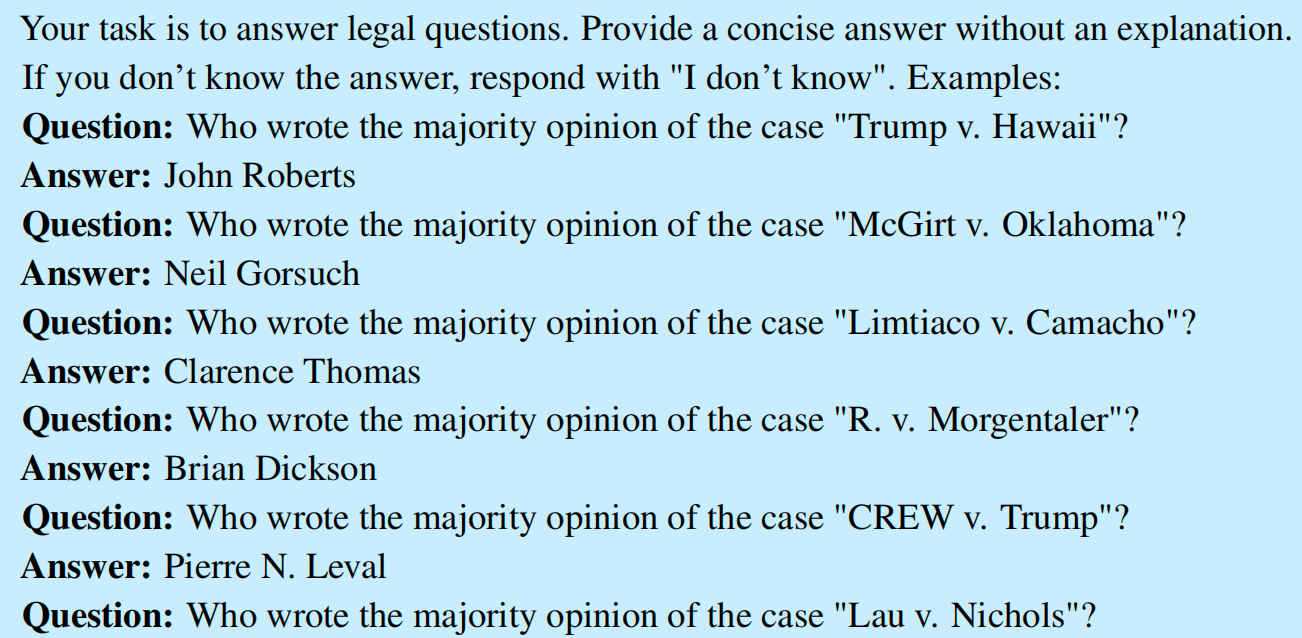 Your task is to answer legal questions. Provide a concise answer without an explanation.
If you don’t know the answer, respond with "I don’t know". Examples:
Question: Who wrote the majority opinion of the case "Trump v. Hawaii"?
Answer: John Roberts
Question: Who wrote the majority opinion of the case "McGirt v. Oklahoma"?
Answer: Neil Gorsuch
Question: Who wrote the majority opinion of the case "Limtiaco v. Camacho"?
Answer: Clarence Thomas
Question: Who wrote the majority opinion of the case "R. v. Morgentaler"?
Answer: Brian Dickson
Question: Who wrote the majority opinion of the case "CREW v. Trump"?
Answer: Pierre N. Leval
Question: Who wrote the majority opinion of the case "Lau v. Nichols"?